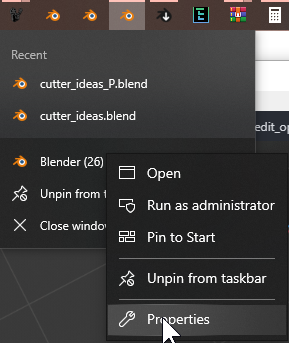 Recent
cutter_ideas_P.blend
cutter_ideas.blend
edit_op
Blender (26)
Open
Unpin from t
Run as administrator
Close window
Pin to Start
Unpin from taskbar
Properties